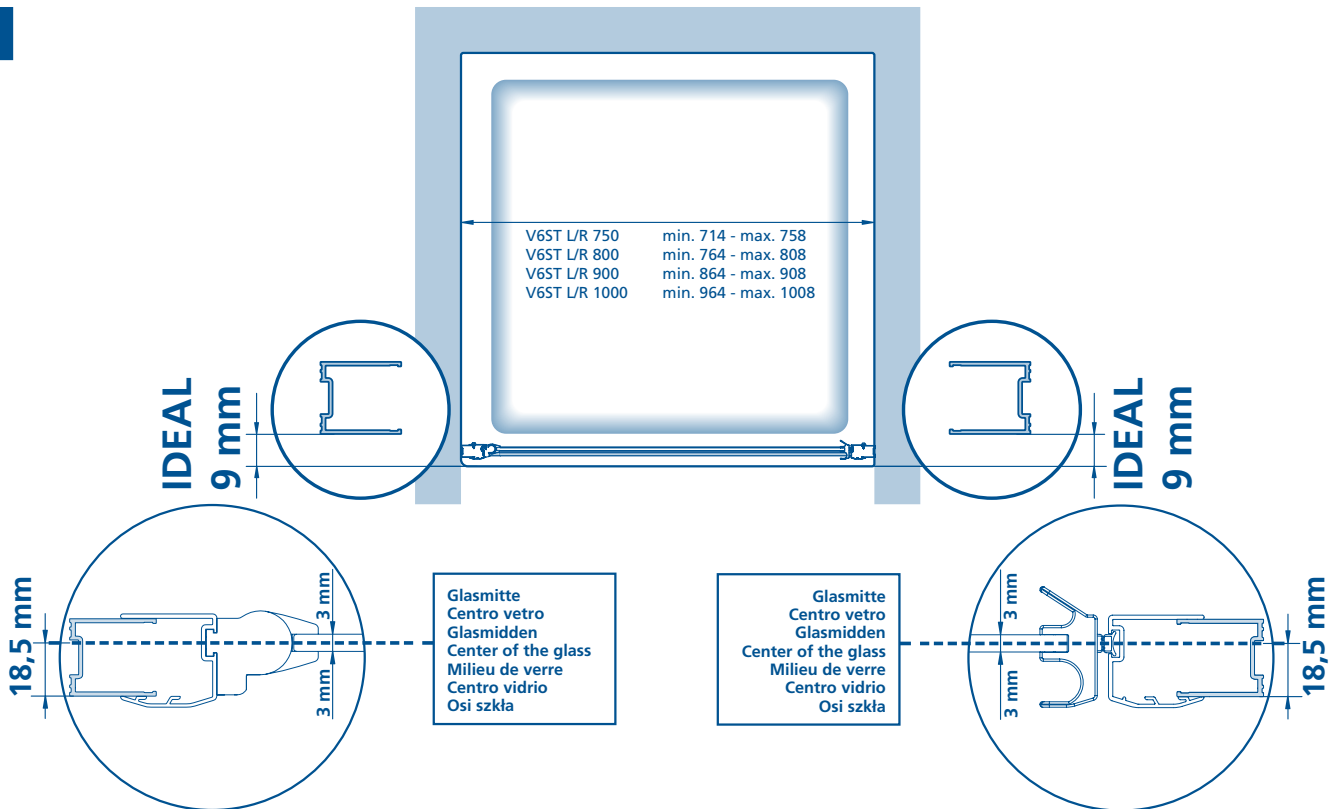 V6ST L/R 750 min. 714 - max. 758
V6ST L/R 800 min. 764 - max. 808
V6ST L/R 900 min. 864 - max. 908
V6ST L/R 1000 min. 964 - max. 1008
IDEAL
9 mm
IDEAL
9 mm
18,5 mm
3 mm
3 mm
Glasmitte
Centro vetro
Glasmidden
Center of the glass
Milieu de verre
Centro vidrio
Osi szkła
Glasmitte
Centro vetro
Glasmidden
Center of the glass
Milieu de verre
Centro vidrio
Osi szkła
3 mm
3 mm
18,5 mm